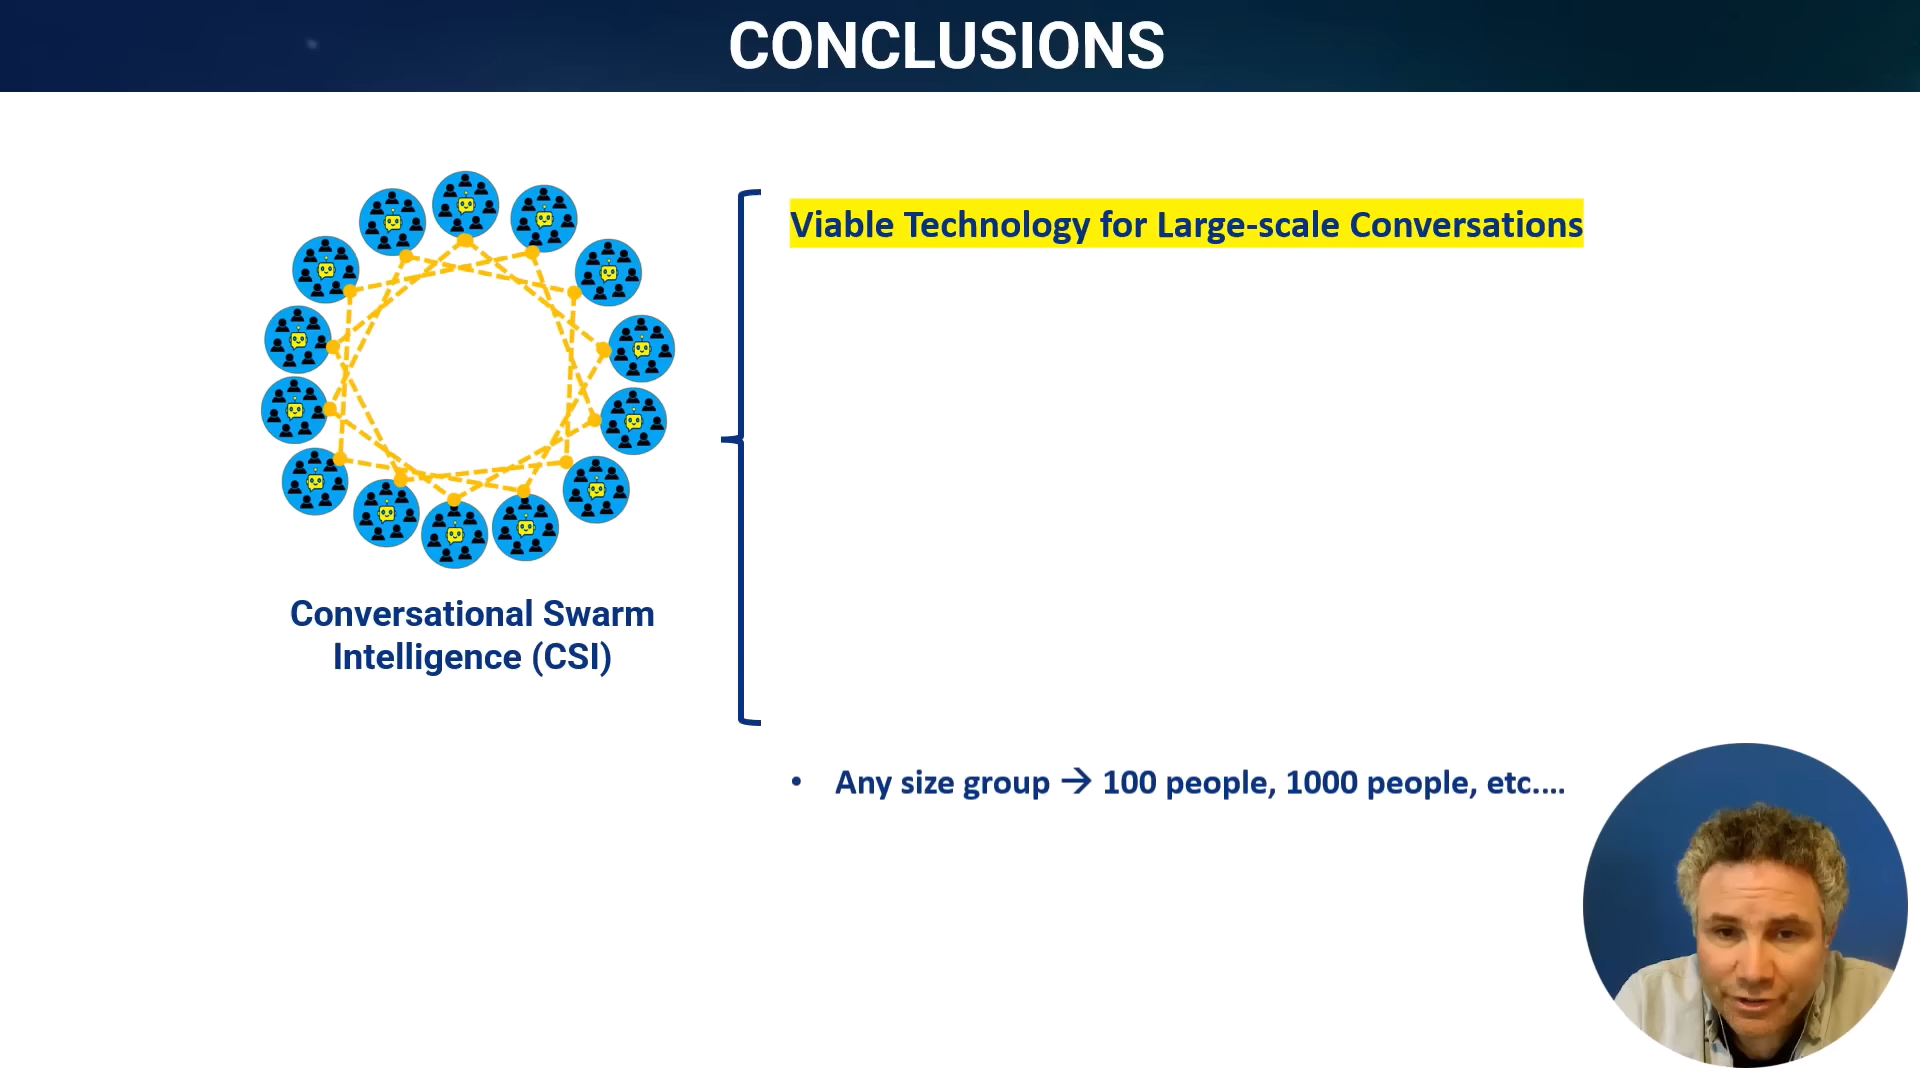 CONCLUSIONS
Viable Technology for Large-scale Conversations
Conversational Swarm
Intelligence (CSI)
• Any size group → 100 people, 1000 people, etc....